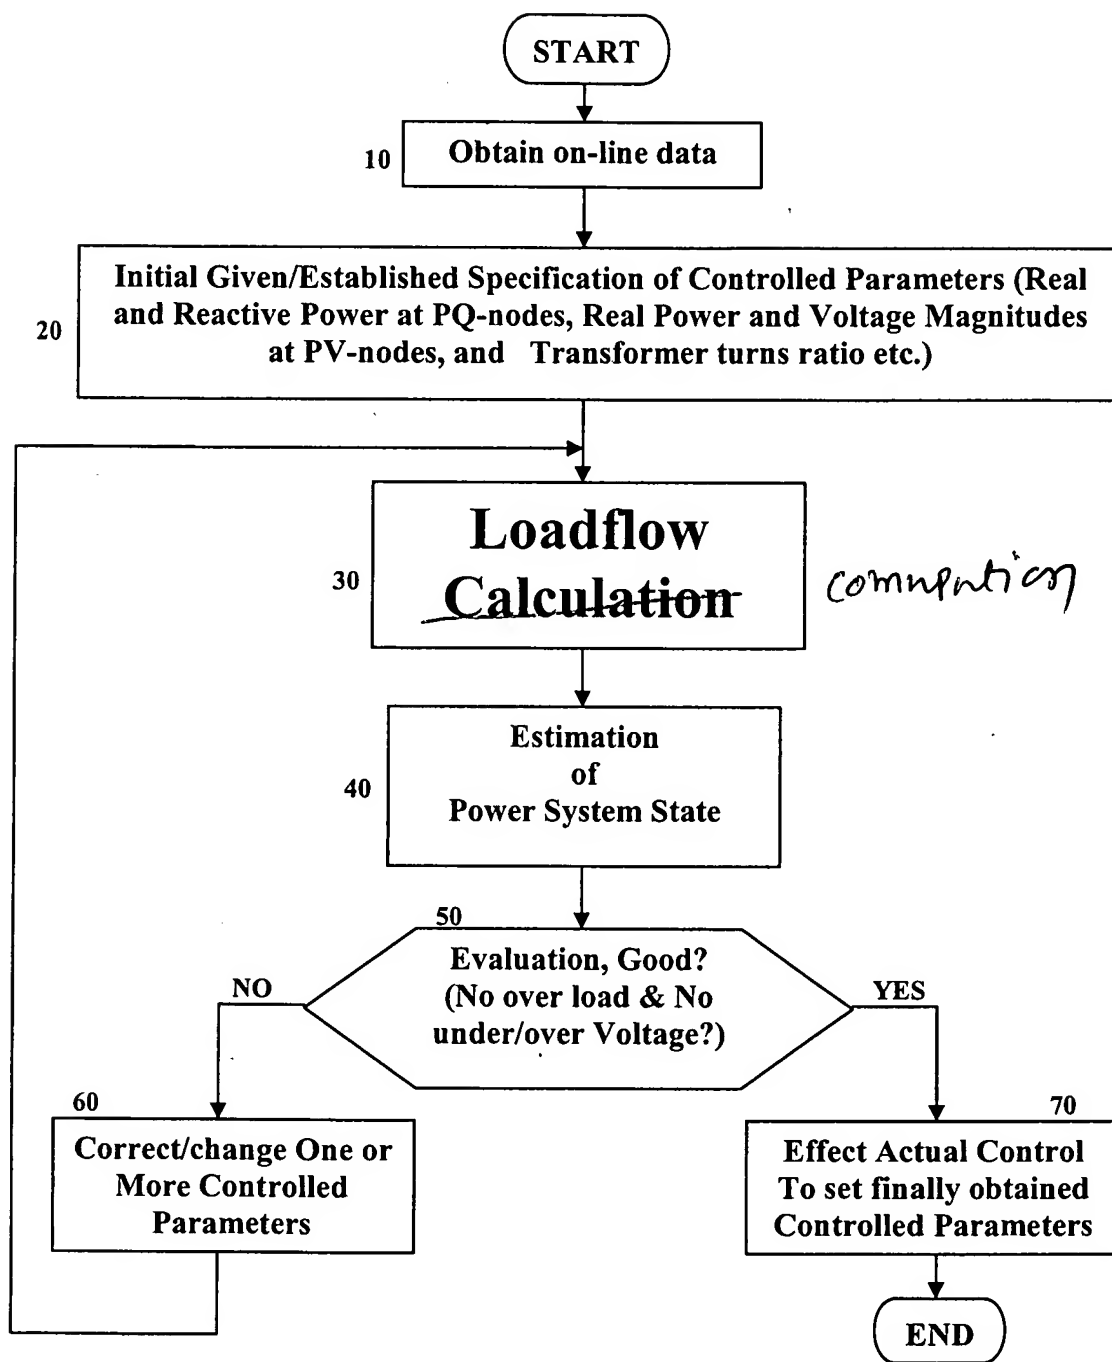 START
10
Obtain on-line data
20
Initial Given/Established Specification of Controlled Parameters (Real
and Reactive Power at PQ-nodes, Real Power and Voltage Magnitudes
at PV-nodes, and Transformer turns ratio etc.)
30
Loadflow
Calculation
computation
40
Estimation
of
Power System State
50
Evaluation, Good?
(No over load & No
under/over Voltage?)
NO
YES
60
Correct/change One or
More Controlled
Parameters
70
Effect Actual Control
To set finally obtained
Controlled Parameters
END